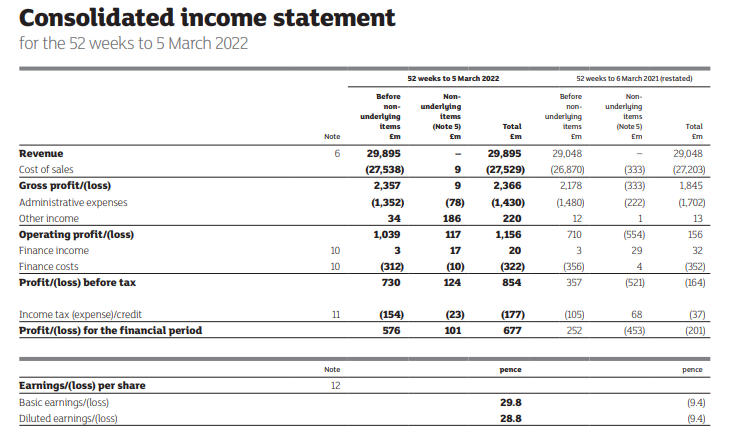 Consolidated income statement
for the 52 weeks to 5 March 2022
52 weeks to 5 March 2022 52 weeks to 6 March 2021 (restated)
Before Non- Before Non-
non- underlying non- underlying
underlying items underlying items
items (Note 5) Total items (Note 5) Total
Note £m £m £m £m £m £m
Revenue 6 29,895 – 29,895 29,048 – 29,048
Cost of sales (27,538) 9 (27,529) (26,870) (333) (27,203)
Gross profit/(loss) 2,357 9 2,366 2,178 (333) 1,845
Administrative expenses (1,352) (78) (1,430) (1,480) (222) (1,702)
Other income 34 186 220 12 1 13
Operating profit/(loss) 1,039 117 1,156 710 (554) 156
Finance income 10 3 17 20 3 29 32
Finance costs 10 (312) (10) (322) (356) 4 (352)
Profit/(loss) before tax 730 124 854 357 (521) (164)
Income tax (expense)/credit 11 (154) (23) (177) (105) 68 (37)
Profit/(loss) for the financial period 576 101 677 252 (453) (201)
Note pence pence
Earnings/(loss) per share 12
Basic earnings/(loss) 29.8 (9.4)
Diluted earnings/(loss) 28.8 (9.4)